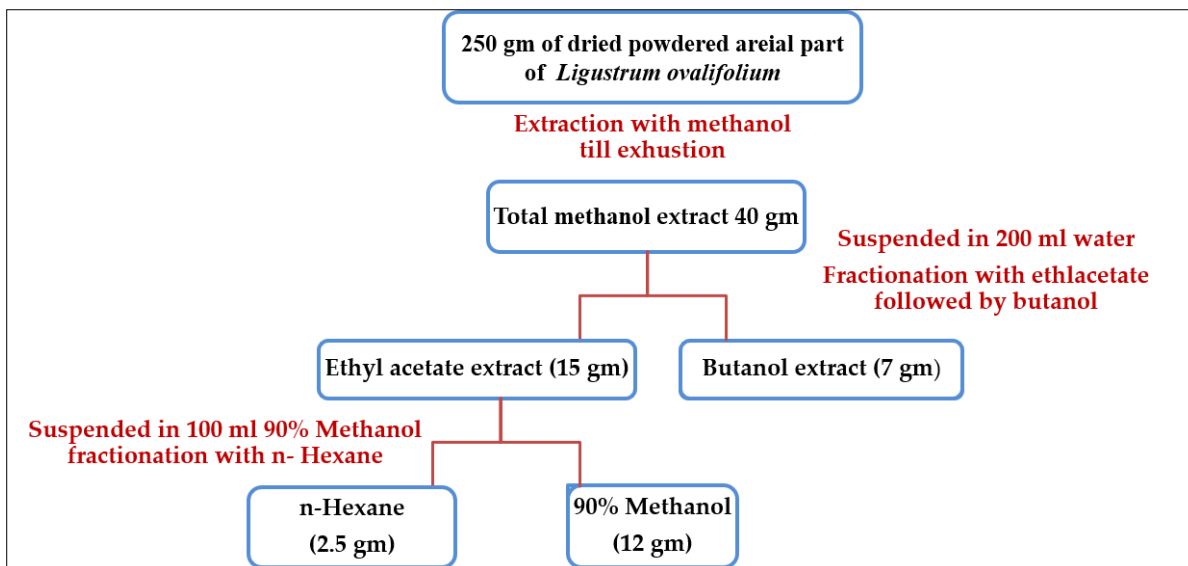 250 gm of dried powdered areial part
of Ligustrum ovalifolium
Extraction with methanol
till exhustion
Total methanol extract 40 gm
Suspended in 200 ml water
Fractionation with ethlacetate
followed by butanol
Ethyl acetate extract (15 gm)
Butanol extract (7 gm)
Suspended in 100 ml 90% Methanol
fractionation with n- Hexane
n-Hexane
(2.5 gm)
90% Methanol
(12 gm)